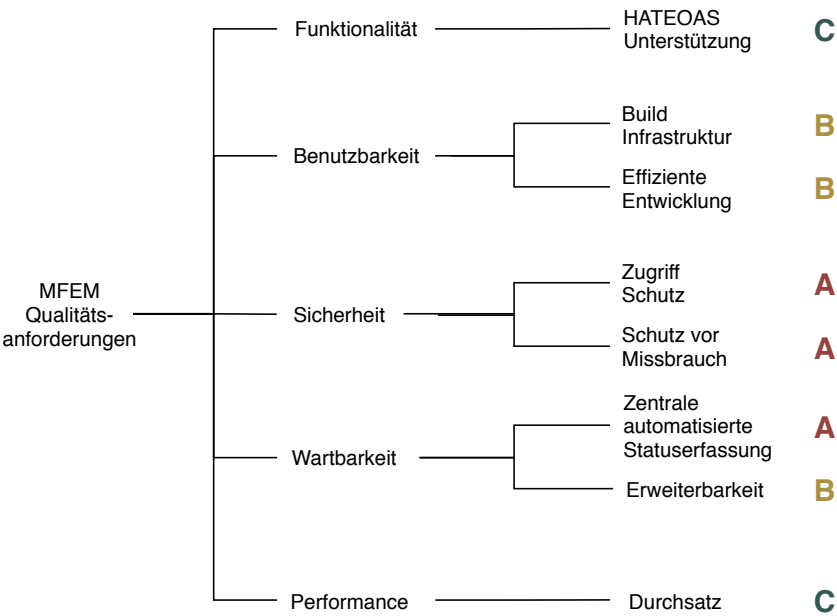 MFEM
Qualitäts-
anforderungen
Funktionalität
HATEOAS
Unterstützung
C
Benutzbarkeit
Build
Infrastruktur
B
Effiziente
Entwicklung
B
Sicherheit
Zugriff
Schutz
A
Schutz vor
Missbrauch
A
Wartbarkeit
Zentrale
automatisierte
Statuserfassung
A
Erweiterbarkeit
B
Performance
Durchsatz
C